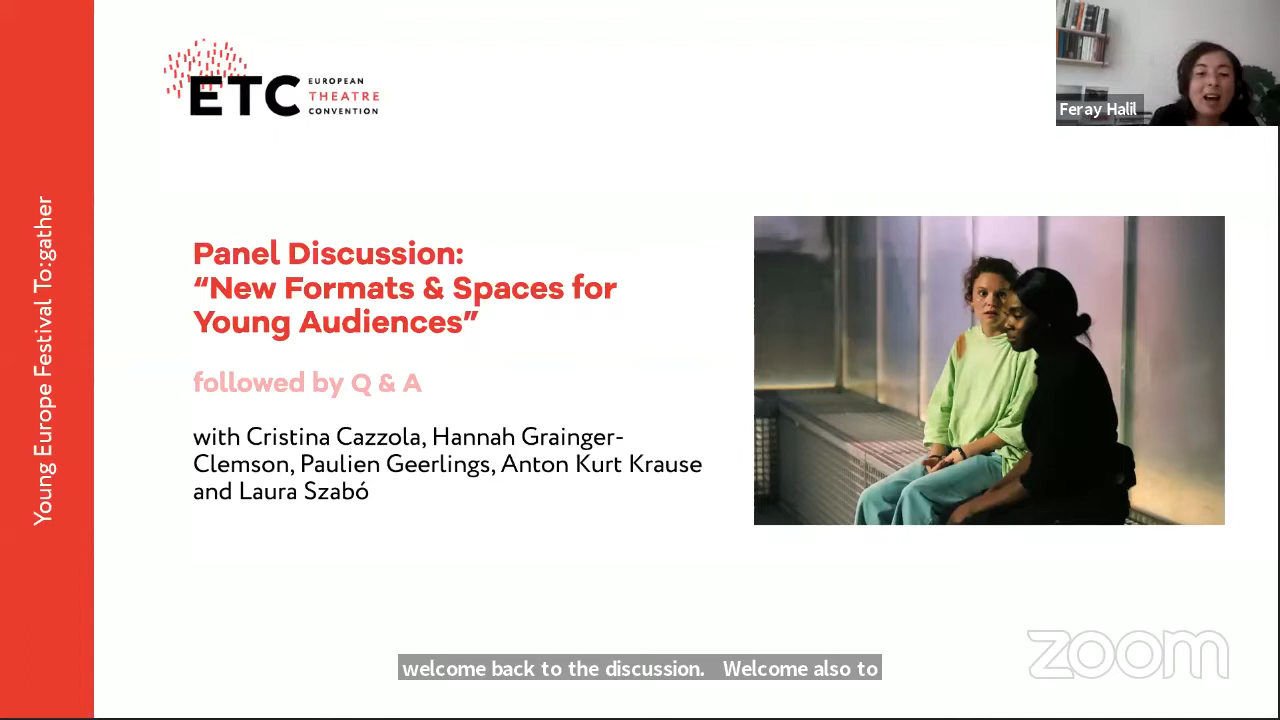 Young Europe Festival To:gather
ETC
EUROPEAN
THEATRE
CONVENTION
Feray Halil
Panel Discussion:
“New Formats & Spaces for
Young Audiences”
followed by Q & A
with Cristina Cazzola, Hannah Grainger-
Clemson, Paulien Geerlings, Anton Kurt Krause
and Laura Szabó
welcome back to the discussion. Welcome also to
zoom